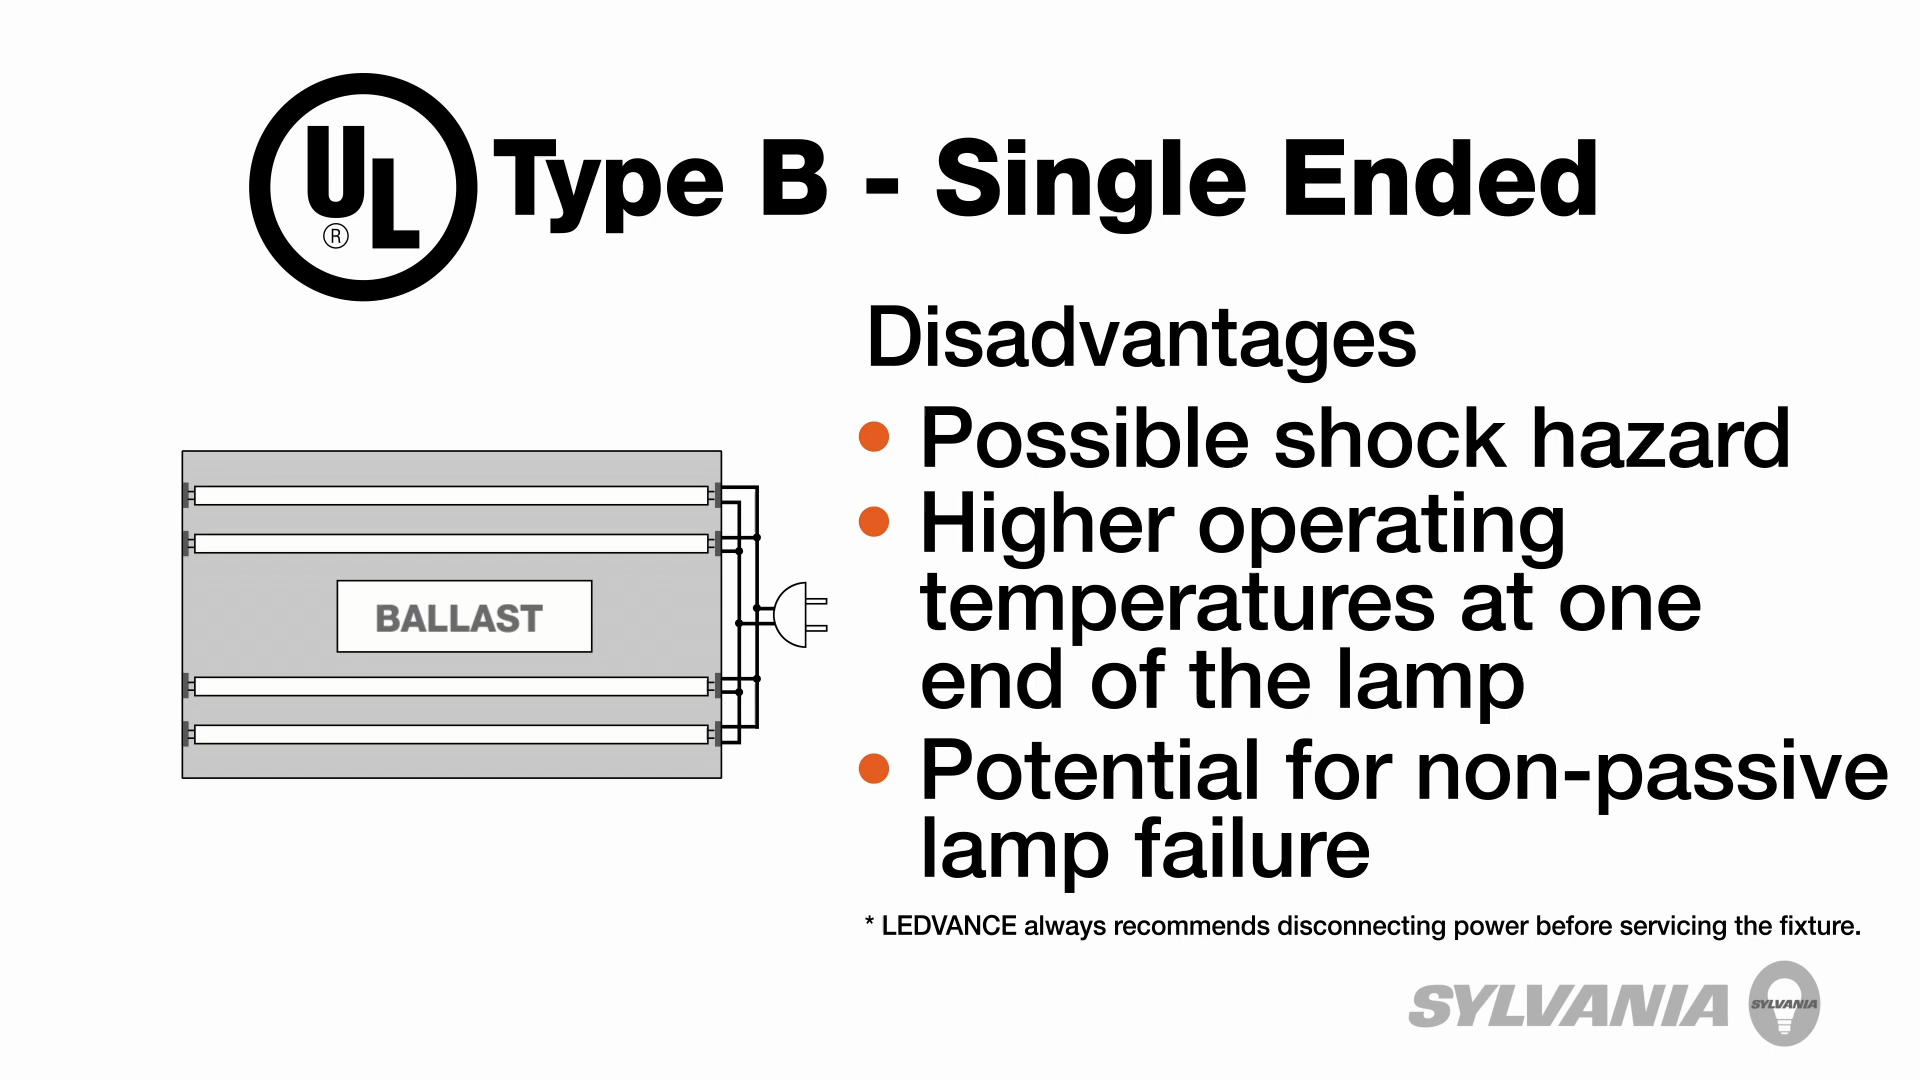 UL
®
Type B - Single Ended
Disadvantages
• Possible shock hazard
• Higher operating
temperatures at one
end of the lamp
• Potential for non-passive
lamp failure
BALLAST
* LEDVANCE always recommends disconnecting power before servicing the fixture.
SYLVANIA
SYLVANIA